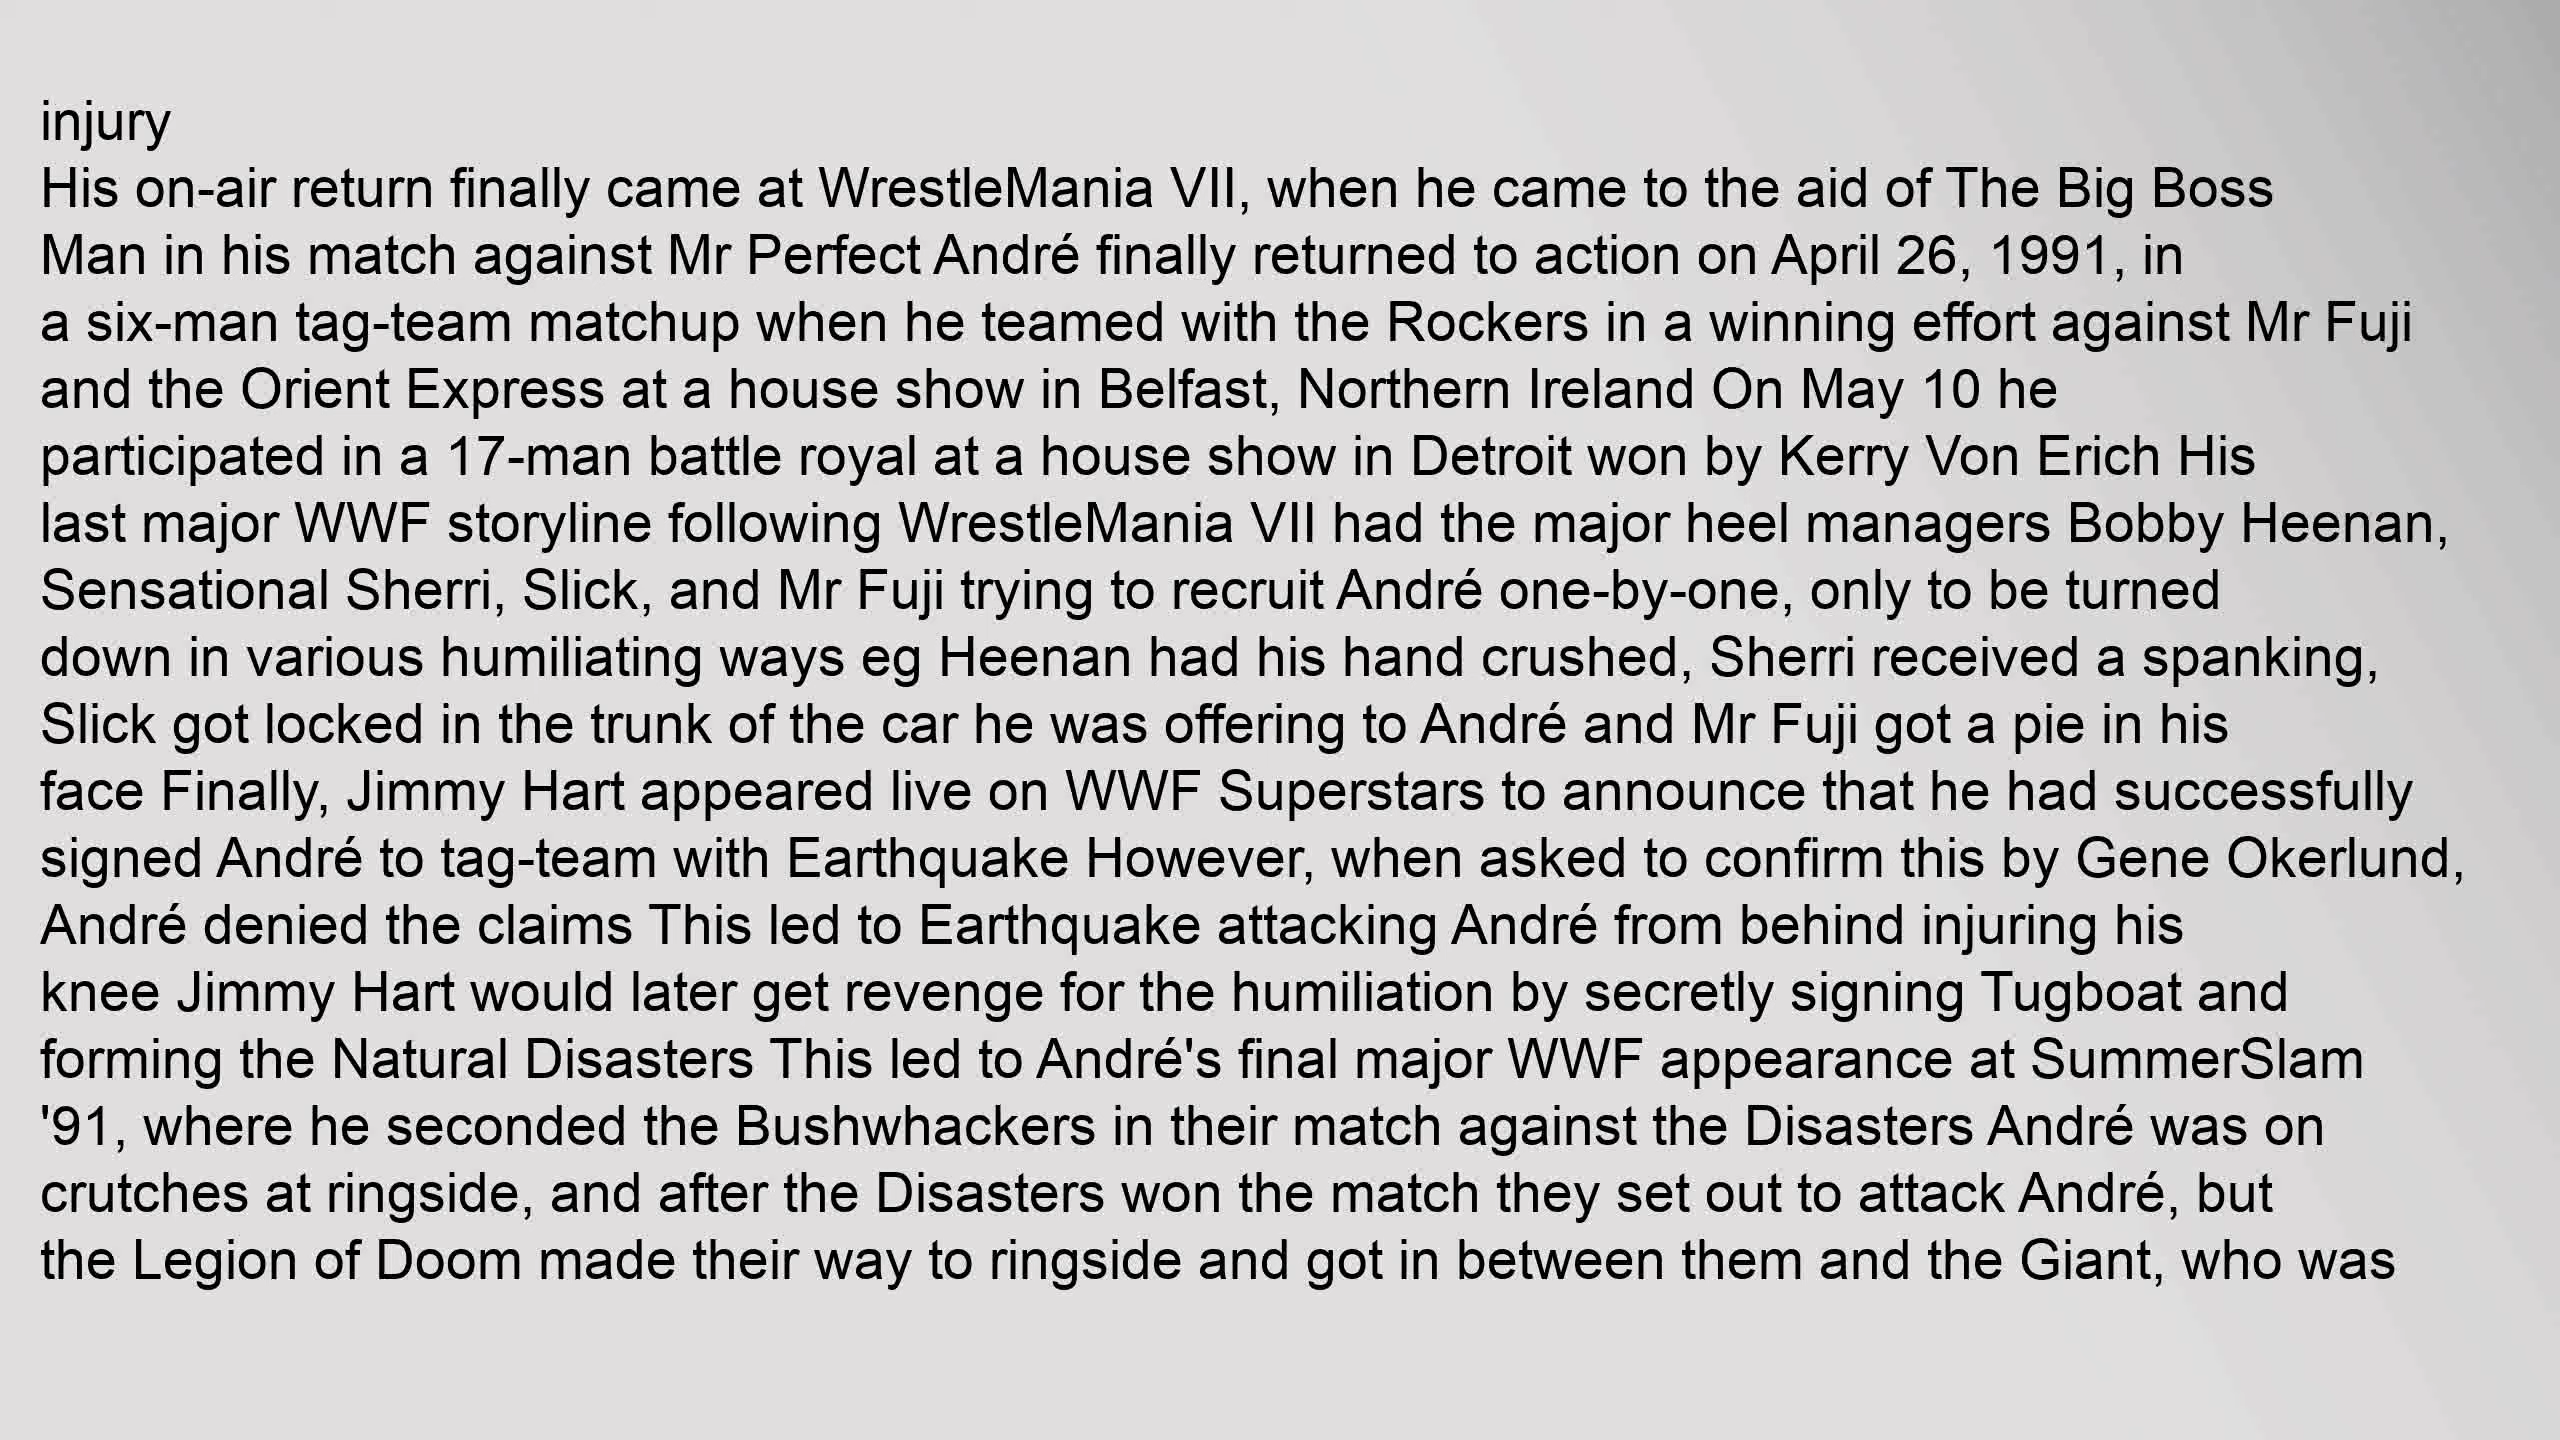 injury
His on-air return finally came at WrestleMania VII, when he came to the aid of The Big Boss
Man in his match against Mr Perfect André finally returned to action on April 26, 1991, in
a six-man tag-team matchup when he teamed with the Rockers in a winning effort against Mr Fuji
and the Orient Express at a house show in Belfast, Northern Ireland On May 10 he
participated in a 17-man battle royal at a house show in Detroit won by Kerry Von Erich His
last major WWF storyline following WrestleMania VII had the major heel managers Bobby Heenan,
Sensational Sherri, Slick, and Mr Fuji trying to recruit André one-by-one, only to be turned
down in various humiliating ways eg Heenan had his hand crushed, Sherri received a spanking,
Slick got locked in the trunk of the car he was offering to André and Mr Fuji got a pie in his
face Finally, Jimmy Hart appeared live on WWF Superstars to announce that he had successfully
signed André to tag-team with Earthquake However, when asked to confirm this by Gene Okerlund,
André denied the claims This led to Earthquake attacking André from behind injuring his
knee Jimmy Hart would later get revenge for the humiliation by secretly signing Tugboat and
forming the Natural Disasters This led to André's final major WWF appearance at SummerSlam
'91, where he seconded the Bushwhackers in their match against the Disasters André was on
crutches at ringside, and after the Disasters won the match they set out to attack André, but
the Legion of Doom made their way to ringside and got in between them and the Giant, who was